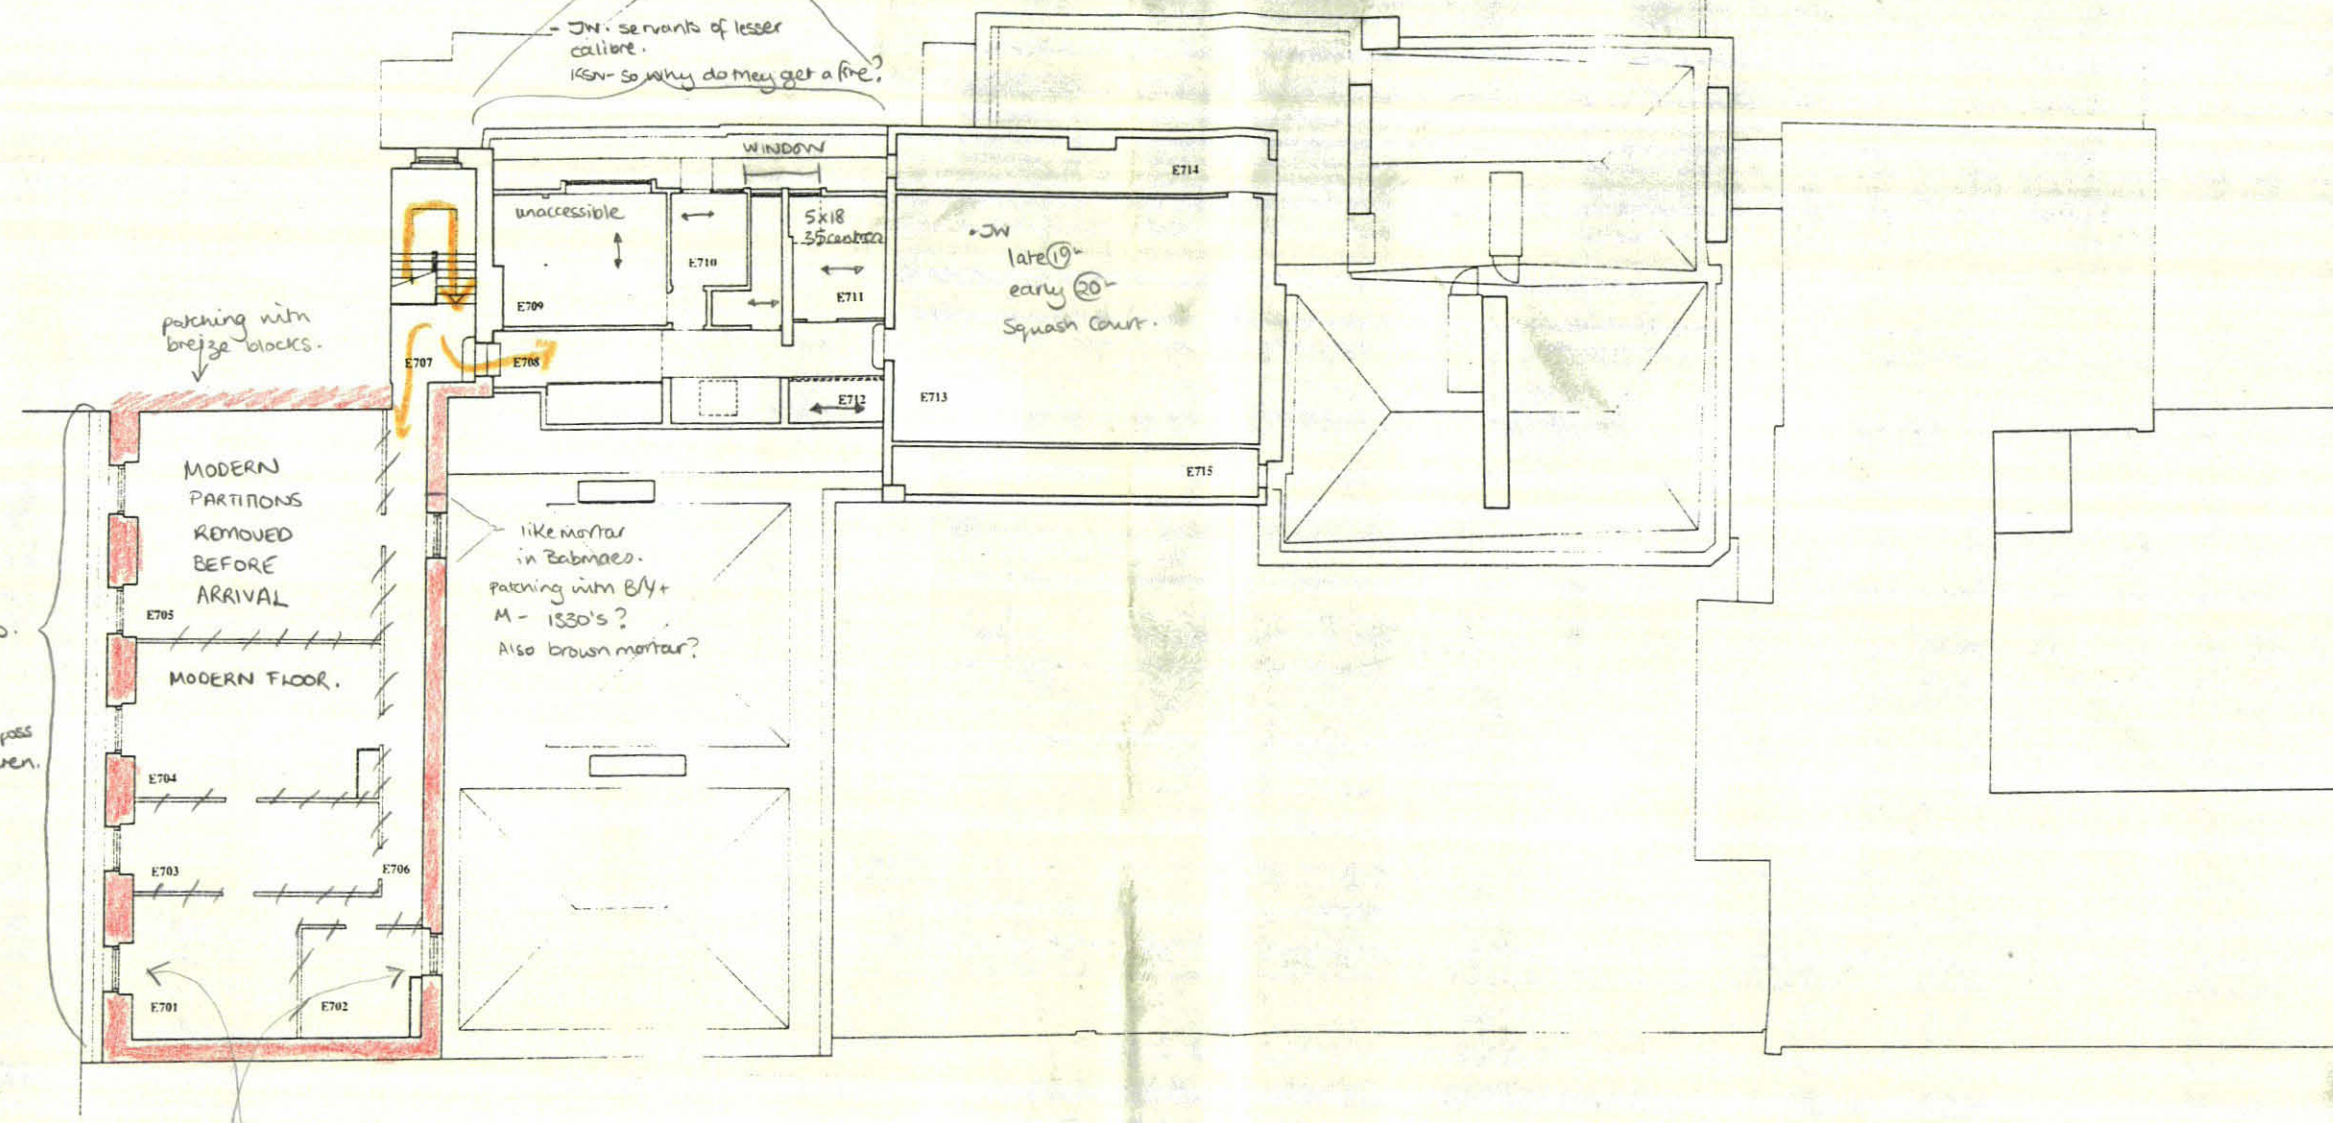 - JW. servants of lesser
calibre.
KSN - so why do they get a fire?
WINDOW
E714
unaccessible
5x18
E710
E709
E711
• JW
late 19-
early 20-
Squash Court.
patching with
breize blocks.
E707
E708
E712
E713
E715
MODERN
PARTITIONS
REMOVED
BEFORE
ARRIVAL
E705
like mortar
in Babmaes.
patching with B/Y+
M - 1930's?
Also brown mortar?
MODERN FLOOR.
E704
E703
E706
E701
E702